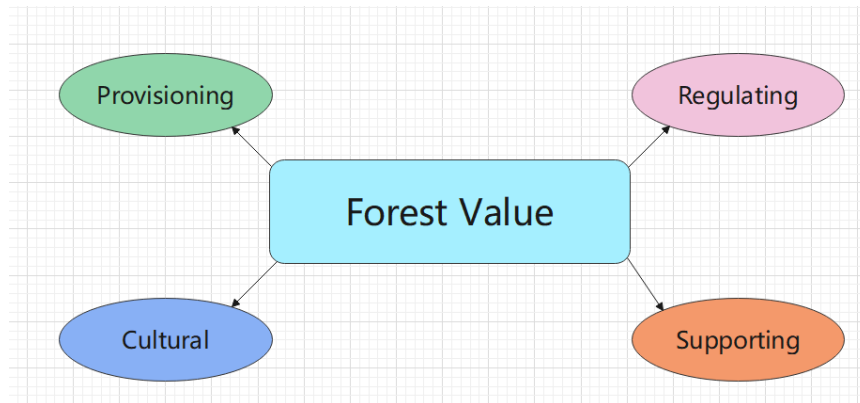 Provisioning
Regulating
Forest Value
Cultural
Supporting